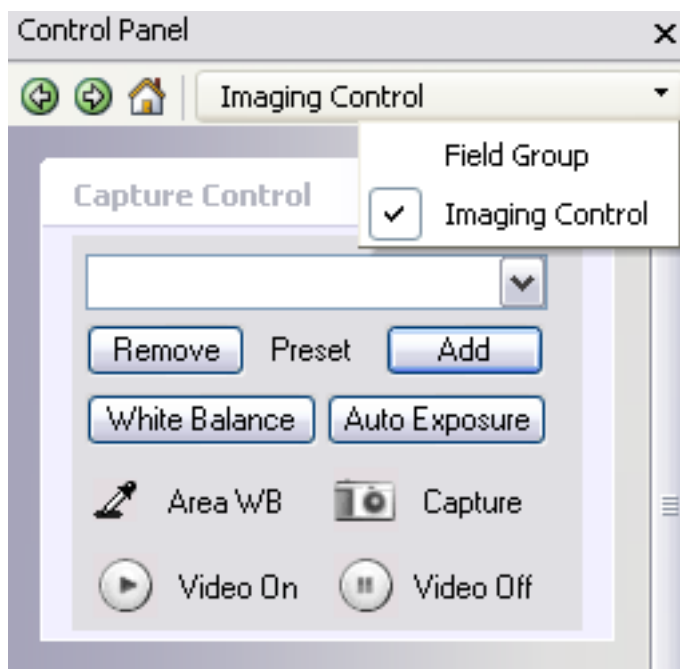 Control Panel
Imaging Control
Field Group
Imaging Control
Capture Control
Remove Preset Add
White Balance Auto Exposure
Area WB Capture
Video On Video Off